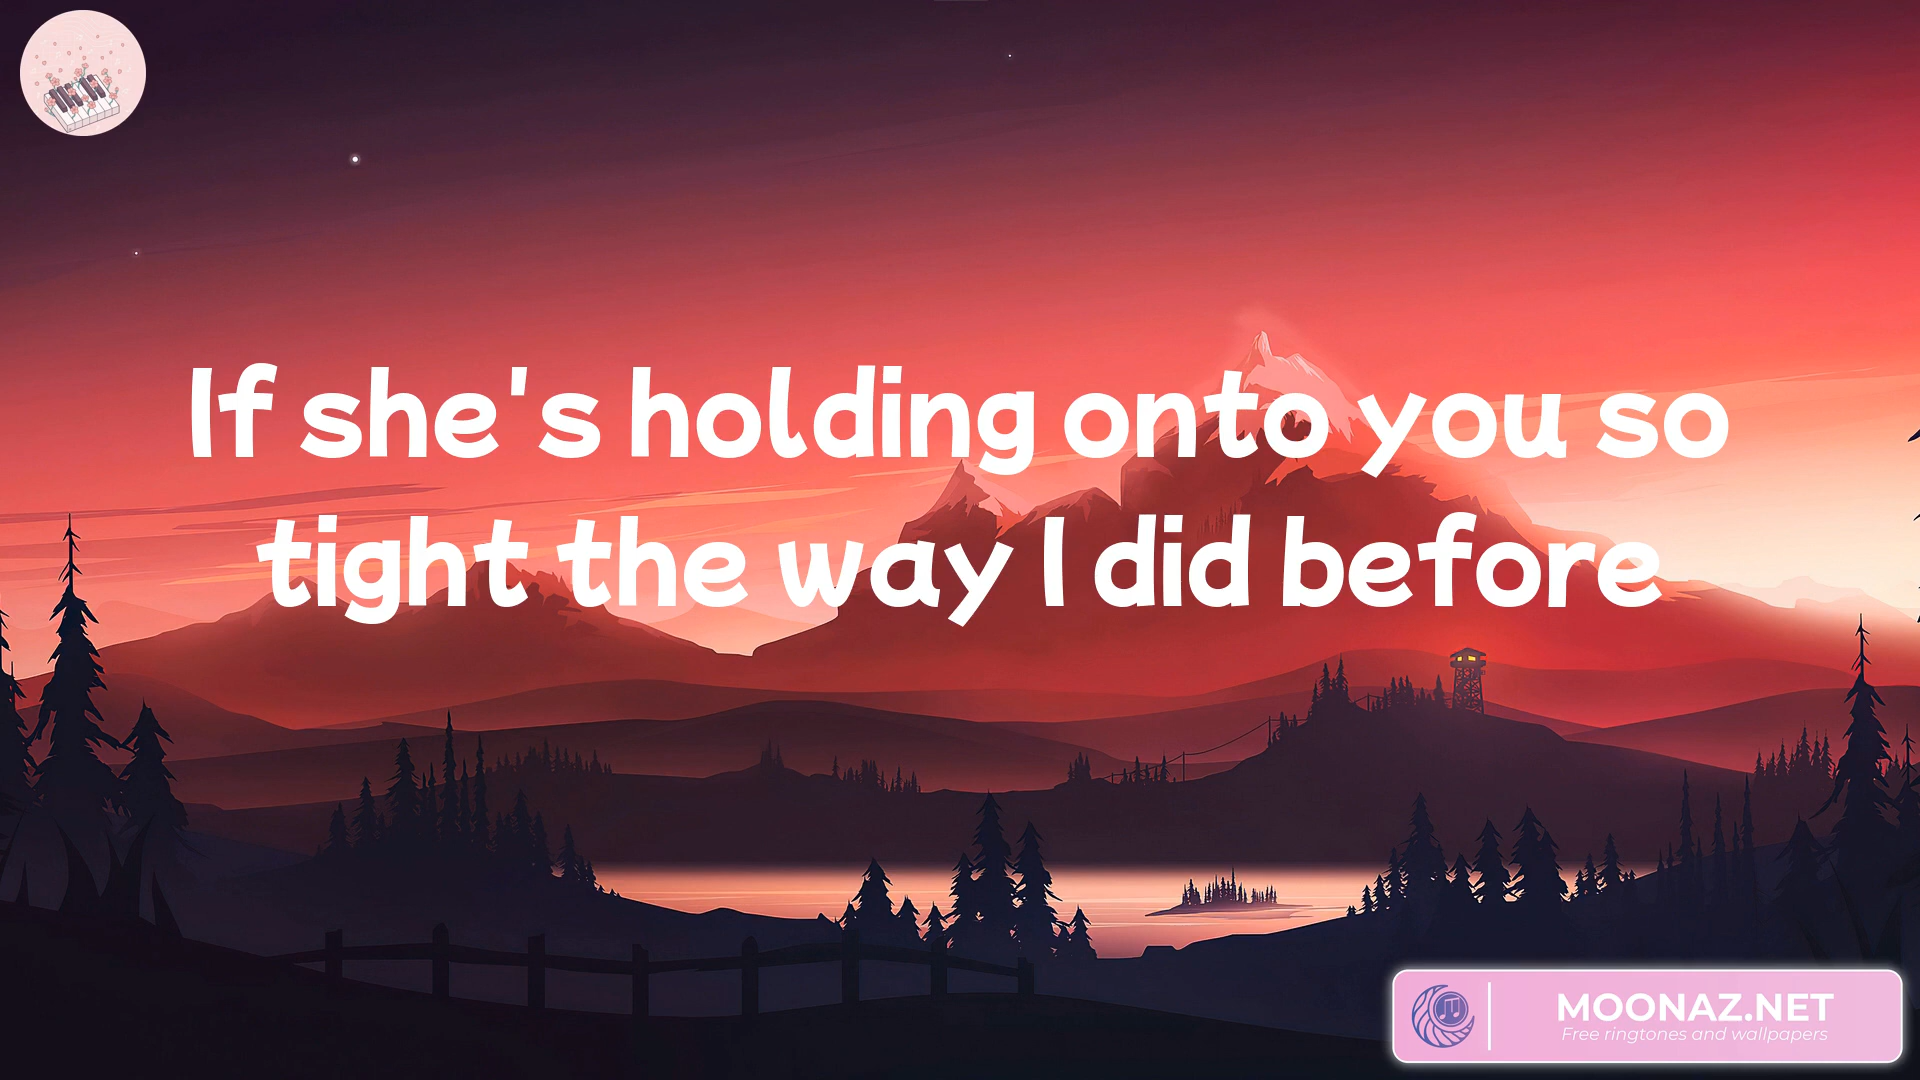 If she's holding onto you so
tight the way I did before
MOONAZ.NET
Free ringtones and wallpapers